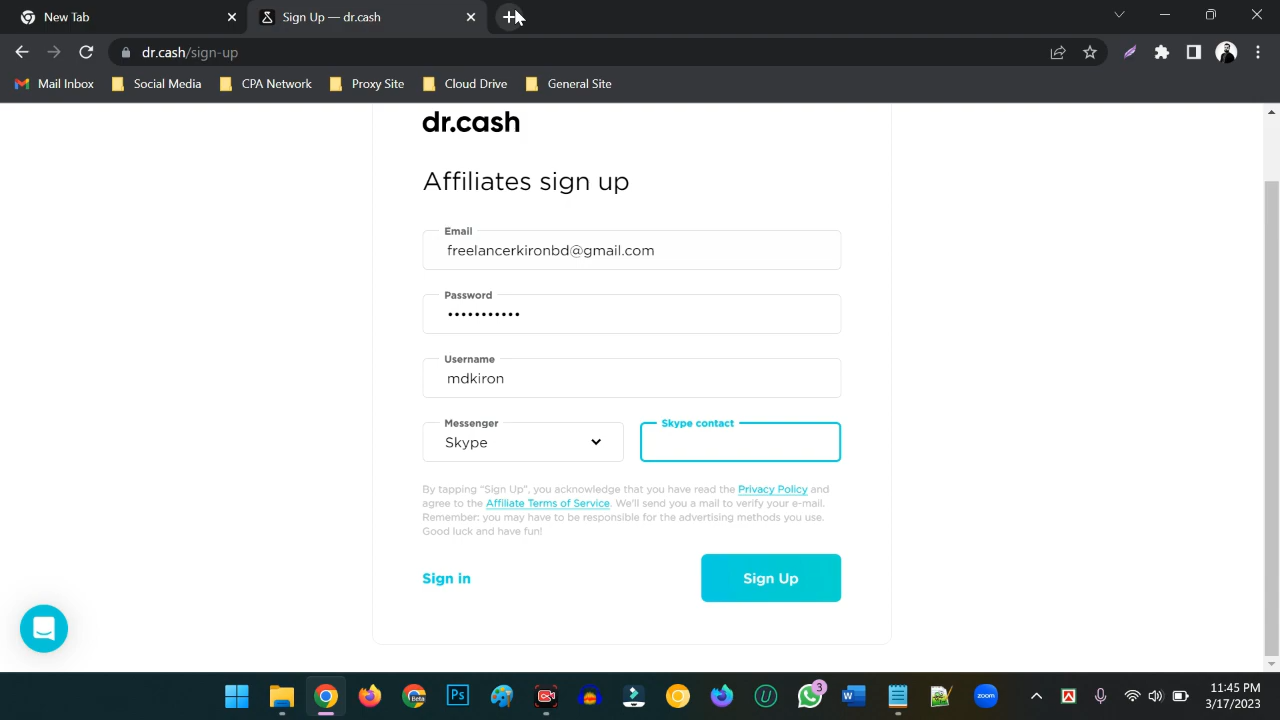 New Tab
Sign Up — dr.cash
dr.cash/sign-up
Mail Inbox
Social Media
CPA Network
Proxy Site
Cloud Drive
General Site
dr.cash
Affiliates sign up
Email
freelancerkironbd@gmail.com
Password
•••••••••••
Username
mdkiron
Messenger
Skype
Skype contact
By tapping “Sign Up”, you acknowledge that you have read the Privacy Policy and
agree to the Affiliate Terms of Service. We'll send you a mail to verify your e-mail.
Remember: you may have to be responsible for the advertising methods you use.
Good luck and have fun!
Sign in
Sign Up
Beta
Ps
3
W
zoom
11:45 PM
3/17/2023